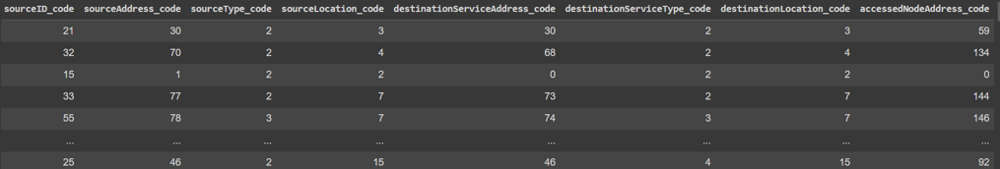 sourceID_code sourceAddress_code sourceType_code sourceLocation_code destinationServiceAddress_code destinationServiceType_code destinationLocation_code accessedNodeAddress_code
21 30 2 3 30 2 3 59
32 70 2 4 68 2 4 134
15 1 2 2 0 2 2 0
33 77 2 7 73 2 7 144
55 78 3 7 74 3 7 146
... ... ... ... ... ... ... ...
25 46 2 15 46 4 15 92